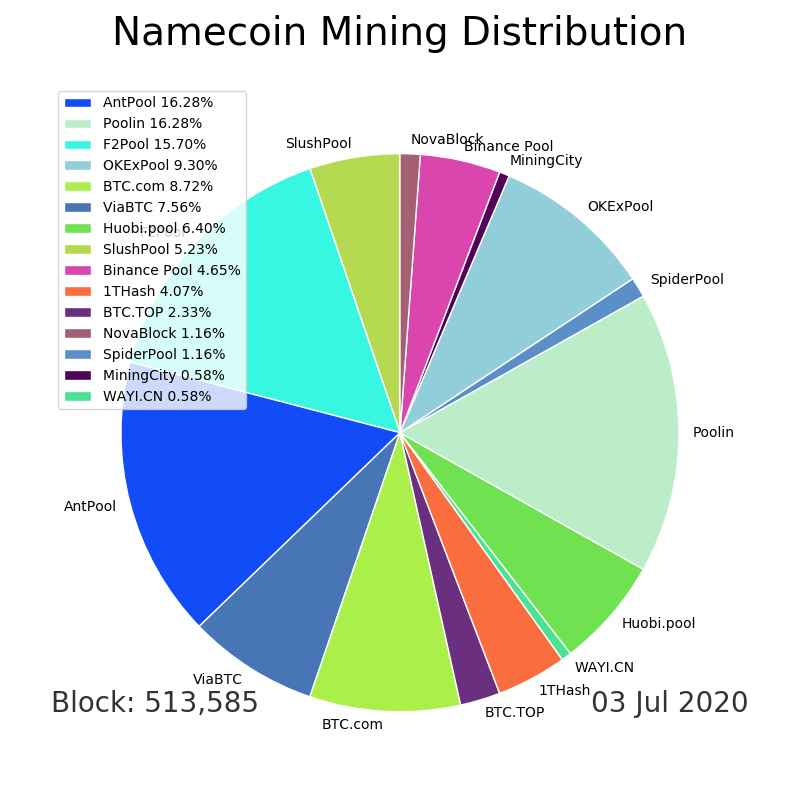 Namecoin Mining Distribution
AntPool 16.28%
Poolin 16.28%
F2Pool 15.70%
OKExPool 9.30%
BTC.com 8.72%
ViaBTC 7.56%
Huobi.pool 6.40%
SlushPool 5.23%
Binance Pool 4.65%
1THash 4.07%
BTC.TOP 2.33%
NovaBlock 1.16%
SpiderPool 1.16%
MiningCity 0.58%
WAYI.CN 0.58%
SlushPool
NovaBlock
Binance Pool
MiningCity
OKExPool
SpiderPool
Poolin
AntPool
Huobi.pool
WAYI.CN
ViaBTC
1THash
BTC.TOP
BTC.com
Block: 513,585
03 Jul 2020